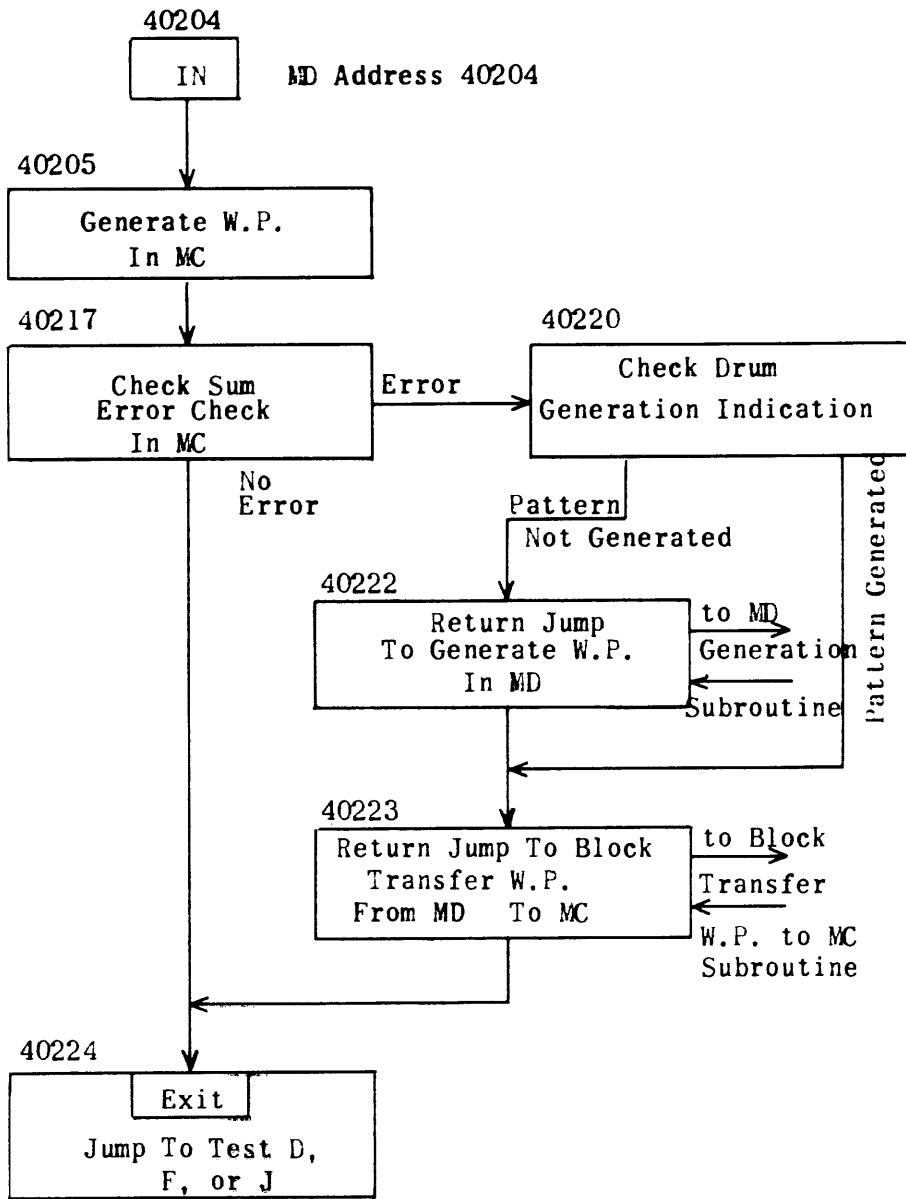 40204
IN
MD Address 40204
40205
Generate W.P.
In MC
40217
Check Sum
Error Check
In MC
Error
40220
Check Drum
Generation Indication
No
Error
Pattern
Not Generated
Pattern Generated
40222
Return Jump
To Generate W.P.
In MD
to MD
Generation
Subroutine
40223
Return Jump To Block
Transfer W.P.
From MD To MC
to Block
Transfer
W.P. to MC
Subroutine
40224
Exit
Jump To Test D,
F, or J